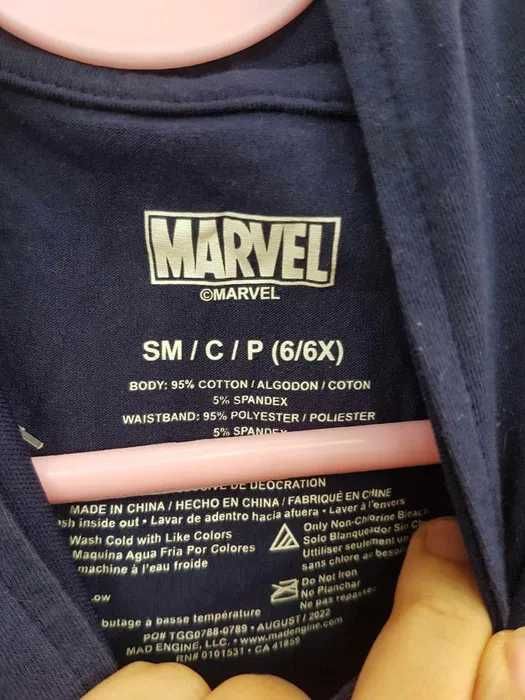 MARVEL
©MARVEL
SM / C / P (6/6X)
BODY: 95% COTTON / ALGODON / COTON
5% SPANDEX
WAISTBAND: 95% POLYESTER / POLIESTER
5% SPANDEX
DE DEOCRATION
MADE IN CHINA / HECHO EN CHINA / FABRIQUÉ EN CHINE
inside out • Lavar de adentro hacia afuera • Laver à l'envers
Wash Cold with Like Colors
Maquina Agua Fria Por Colores
machine à l'eau froide
Only Non-Chlorine Bleach
Solo Blanqueador Sin
Utiliser seulement un
sans chlore au besoin
Do Not Iron
No Planchar
Ne pas repasser
à basse température
PO# TGG0788-0789 • AUGUST / 2022
MAD ENGINE, LLC. • www.madengine.com
RN# 0101531 • CA 41859